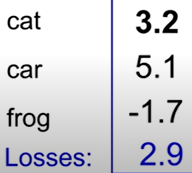 cat 3.2
car 5.1
frog -1.7
Losses: 2.9